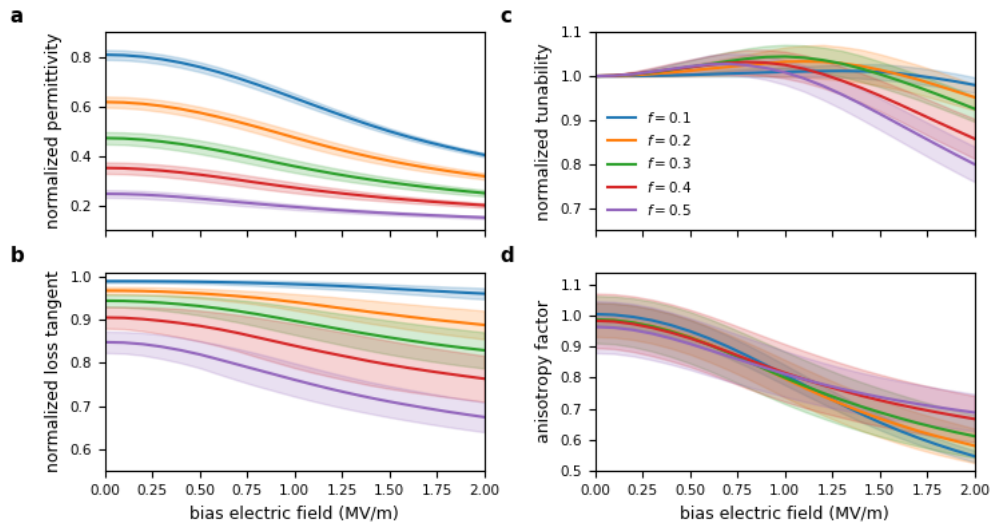 a
normalized permittivity
0.8
0.6
0.4
0.2
c
normalized tunability
1.1
1.0
0.9
0.8
0.7
f = 0.1
f = 0.2
f = 0.3
f = 0.4
f = 0.5
b
normalized loss tangent
1.0
0.9
0.8
0.7
0.6
0.00 0.25 0.50 0.75 1.00 1.25 1.50 1.75 2.00
bias electric field (MV/m)
d
anisotropy factor
1.1
1.0
0.9
0.8
0.7
0.6
0.5
0.00 0.25 0.50 0.75 1.00 1.25 1.50 1.75 2.00
bias electric field (MV/m)